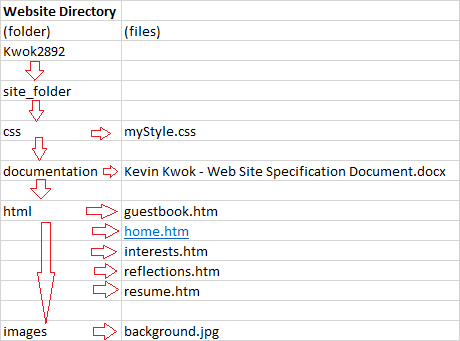 Website Directory
(folder) (files)
Kwok2892
site_folder
css myStyle.css
documentation Kevin Kwok - Web Site Specification Document.docx
html guestbook.htm
home.htm
interests.htm
reflections.htm
resume.htm
images background.jpg